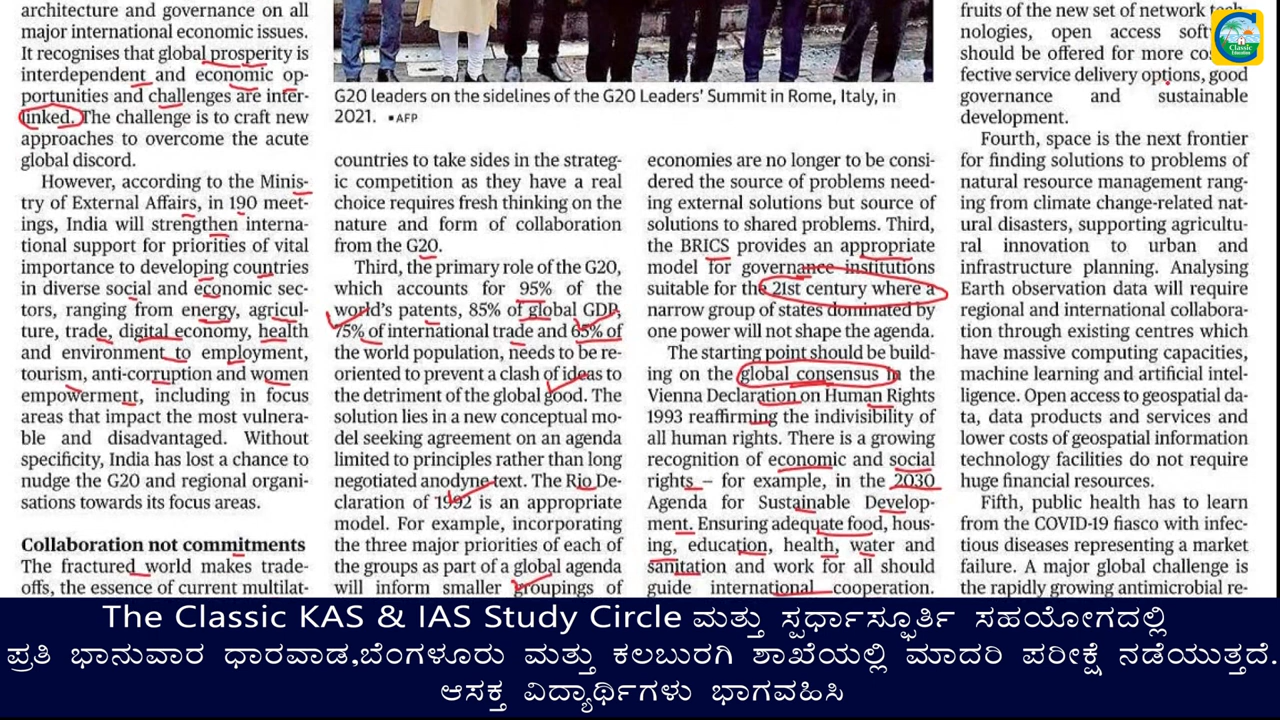 architecture and governance on all
major international economic issues.
It recognises that global prosperity is
interdependent and economic op-
portunities and challenges are inter-
linked. The challenge is to craft new
approaches to overcome the acute
global discord.
However, according to the Minis-
try of External Affairs, in 190 meet-
ings, India will strengthen interna-
tional support for priorities of vital
importance to developing countries
in diverse social and economic sec-
tors, ranging from energy, agricul-
ture, trade, digital economy, health
and environment to employment,
tourism, anti-corruption and women
empowerment, including in focus
areas that impact the most vulnera-
ble and disadvantaged. Without
specificity, India has lost a chance to
nudge the G20 and regional organi-
sations towards its focus areas.
Collaboration not commitments
The fractured world makes trade-
offs, the essence of current multilat-
G20 leaders on the sidelines of the G20 Leaders' Summit in Rome, Italy, in
2021. ■AFP
countries to take sides in the strateg-
ic competition as they have a real
choice requires fresh thinking on the
nature and form of collaboration
from the G20.
Third, the primary role of the G20,
which accounts for 95% of the
world's patents, 85% of global GDP,
75% of international trade and 65% of
the world population, needs to be re-
oriented to prevent a clash of ideas to
the detriment of the global good. The
solution lies in a new conceptual mo-
del seeking agreement on an agenda
limited to principles rather than long
negotiated anodyne text. The Rio De-
claration of 1992 is an appropriate
model. For example, incorporating
the three major priorities of each of
the groups as part of a global agenda
will inform smaller groupings of
economies are no longer to be consi-
dered the source of problems need-
ing external solutions but source of
solutions to shared problems. Third,
the BRICS provides an appropriate
model for governance institutions
suitable for the 21st century where a
narrow group of states dominated by
one power will not shape the agenda.
The starting point should be build-
ing on the global consensus in the
Vienna Declaration on Human Rights
1993 reaffirming the indivisibility of
all human rights. There is a growing
recognition of economic and social
rights – for example, in the 2030
Agenda for Sustainable Develop-
ment. Ensuring adequate food, hous-
ing, education, health, water and
sanitation and work for all should
guide international cooperation.
fruits of the new set of network tech-
nologies, open access
should be offered for more
fective service delivery options, good
governance and sustainable
development.
Fourth, space is the next frontier
for finding solutions to problems of
natural resource management rang-
ing from climate change-related nat-
ural disasters, supporting agricultu-
ral innovation to urban and
infrastructure planning. Analysing
Earth observation data will require
regional and international collabora-
tion through existing centres which
have massive computing capacities,
machine learning and artificial intel-
ligence. Open access to geospatial da-
ta, data products and services and
lower costs of geospatial information
technology facilities do not require
huge financial resources.
Fifth, public health has to learn
from the COVID-19 fiasco with infec-
tious diseases representing a market
failure. A major global challenge is
the rapidly growing antimicrobial re-
Classic
Education
The Classic KAS & IAS Study Circle ಮತ್ತು ಸ್ಪರ್ಧಾಸ್ಫೂರ್ತಿ ಸಹಯೋಗದಲ್ಲಿ
ಪ್ರತಿ ಭಾನುವಾರ ಧಾರವಾಡ,ಬೆಂಗಳೂರು ಮತ್ತು ಕಲಬುರಗಿ ಶಾಖೆಯಲ್ಲಿ ಮಾದರಿ ಪರೀಕ್ಷೆ ನಡೆಯುತ್ತದೆ.
ಆಸಕ್ತ ವಿದ್ಯಾರ್ಥಿಗಳು ಭಾಗವಹಿಸಿ